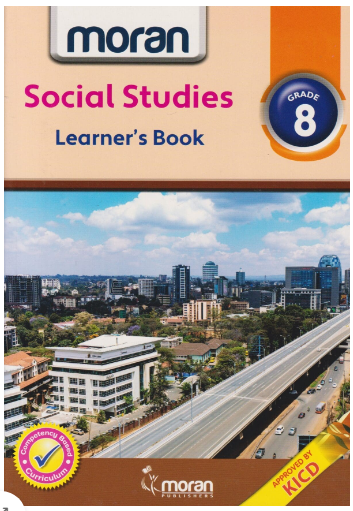 moran
Social Studies
GRADE
8
Learner's Book
Competency Based
Curriculum
moran
PUBLISHERS
APPROVED BY
KICD